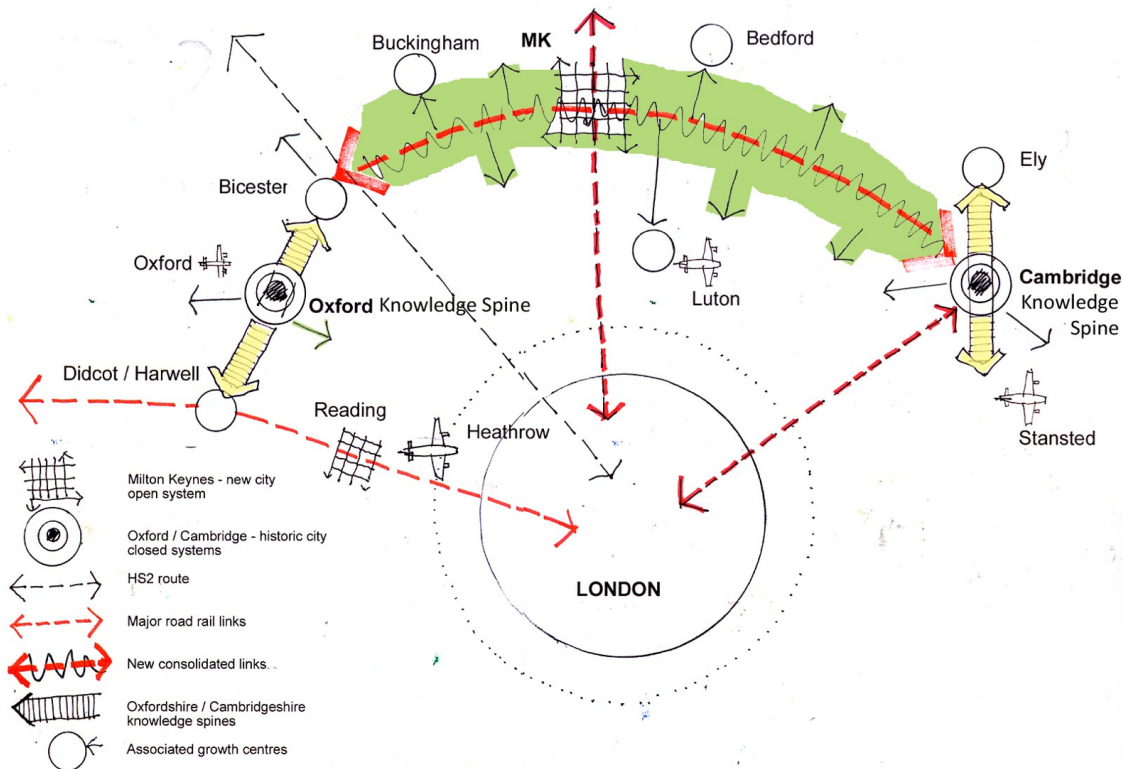 Buckingham
MK
Bedford
Ely
Bicester
Oxford
Oxford Knowledge Spine
Luton
Cambridge
Knowledge
Spine
Didcot / Harwell
Reading
Heathrow
Stansted
LONDON
Milton Keynes - new city
open system
Oxford / Cambridge - historic city
closed systems
HS2 route
Major road rail links
New consolidated links.
Oxfordshire / Cambridgeshire
knowledge spines
Associated growth centres